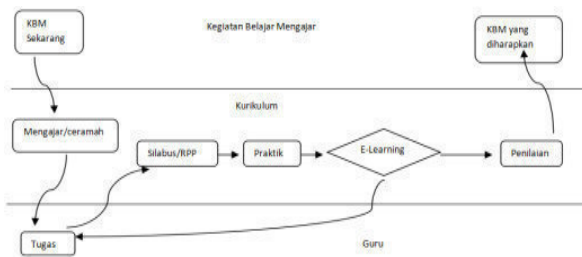 KBM
Sekarang
Kegiatan Belajar Mengajar
KBM yang
diharapkan
Kurikulum
Mengajar/ceramah
Silabus/RPP
Praktik
E-Learning
Penilaian
Tugas
Guru